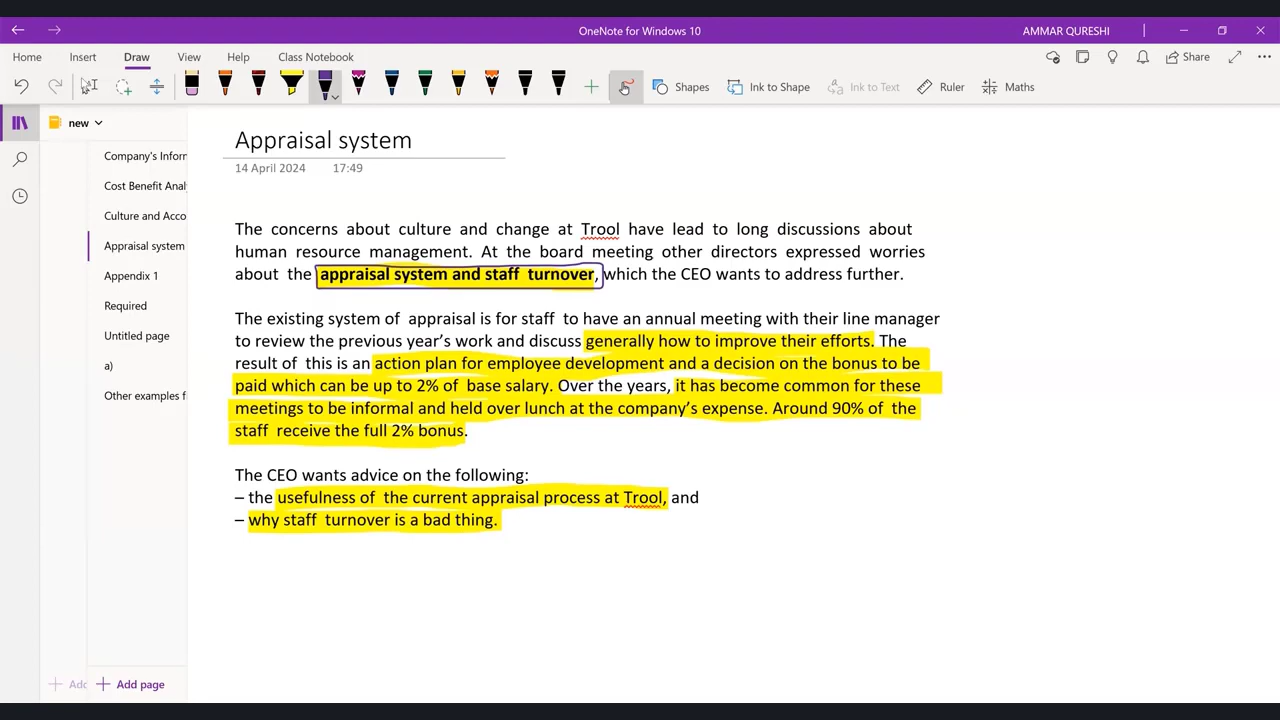 OneNote for Windows 10
AMMAR QURESHI
Home Insert Draw View Help Class Notebook
Share
Shapes Ink to Shape Ink to Text Ruler Maths
new
Company's Inforr
Cost Benefit Anal
Culture and Acco
Appraisal system
Appendix 1
Required
Untitled page
a)
Other examples f
Add page
Appraisal system
14 April 2024 17:49
The concerns about culture and change at Trool have lead to long discussions about
human resource management. At the board meeting other directors expressed worries
about the appraisal system and staff turnover, which the CEO wants to address further.
The existing system of appraisal is for staff to have an annual meeting with their line manager
to review the previous year's work and discuss generally how to improve their efforts. The
result of this is an action plan for employee development and a decision on the bonus to be
paid which can be up to 2% of base salary. Over the years, it has become common for these
meetings to be informal and held over lunch at the company's expense. Around 90% of the
staff receive the full 2% bonus.
The CEO wants advice on the following:
– the usefulness of the current appraisal process at Trool, and
– why staff turnover is a bad thing.